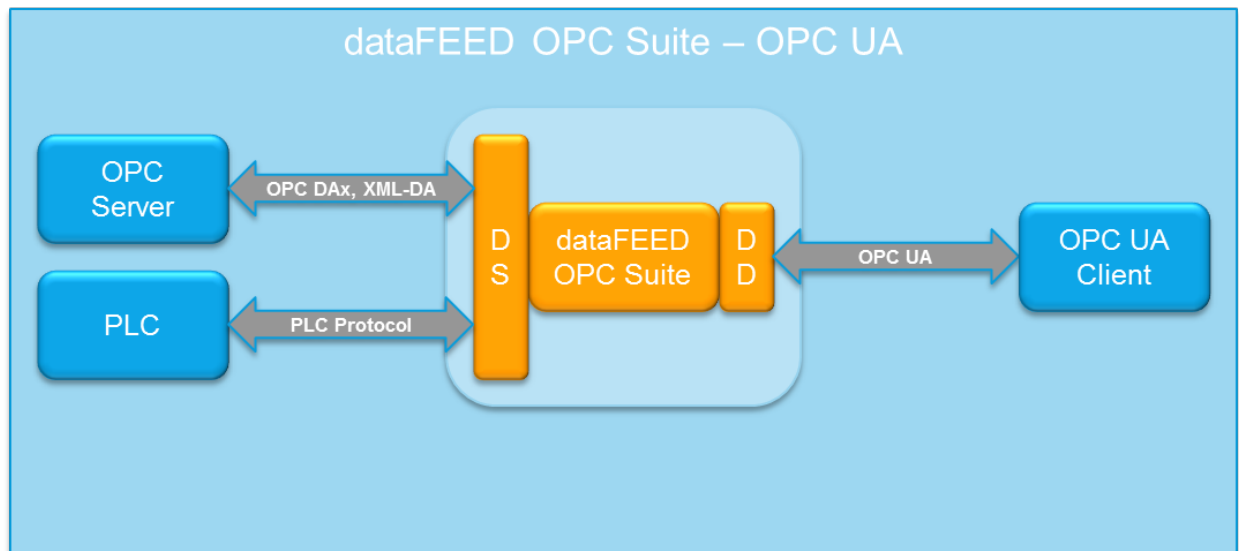 dataFEED OPC Suite – OPC UA
OPC
Server
OPC DAx, XML-DA
PLC
PLC Protocol
D
S
dataFEED
OPC Suite
D
D
OPC UA
OPC UA
Client